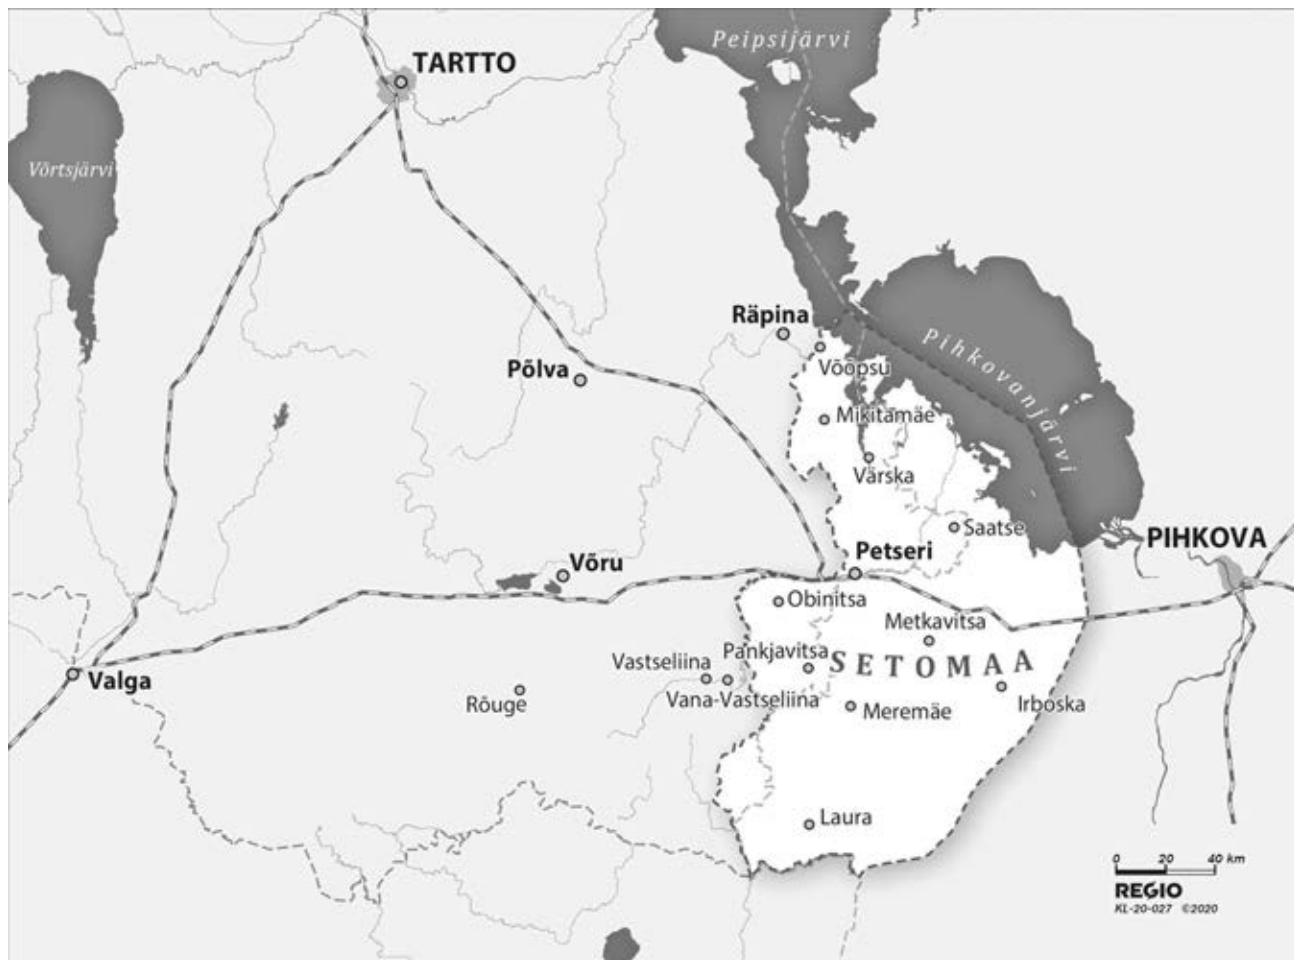 Peipsijärvi
TARTTO
Võrtsjärvi
Räpina
Pihkovanjärvi
Võõpsu
Põlva
Mikitamäe
Värska
Saatse
PIHKOVA
Petseri
Võru
Obinitsa
Metkavitsa
Pankjavitsa
Vastseliina
SETOMAA
Valga
Vana-Vastseliina
Irboska
Rõuge
Meremäe
Laura
0 20 40 km
REGIO
KL-20-027 ©2020